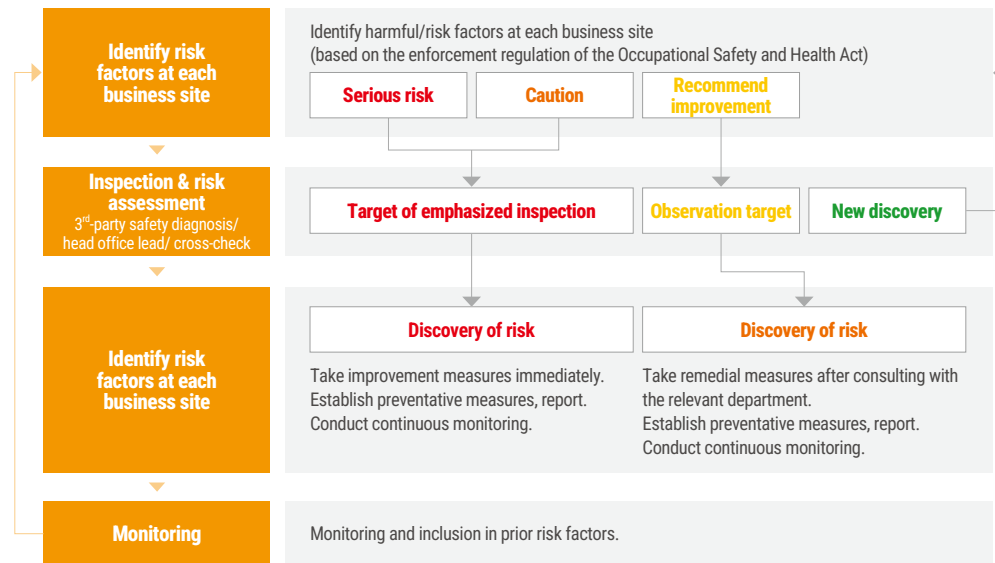 Identify risk
factors at each
business site
Identify harmful/risk factors at each business site
(based on the enforcement regulation of the Occupational Safety and Health Act)
Serious risk
Caution
Recommend
improvement
Inspection & risk
assessment
3rd-party safety diagnosis/
head office lead/ cross-check
Target of emphasized inspection
Observation target
New discovery
Identify risk
factors at each
business site
Discovery of risk
Take improvement measures immediately.
Establish preventative measures, report.
Conduct continuous monitoring.
Discovery of risk
Take remedial measures after consulting with
the relevant department.
Establish preventative measures, report.
Conduct continuous monitoring.
Monitoring
Monitoring and inclusion in prior risk factors.